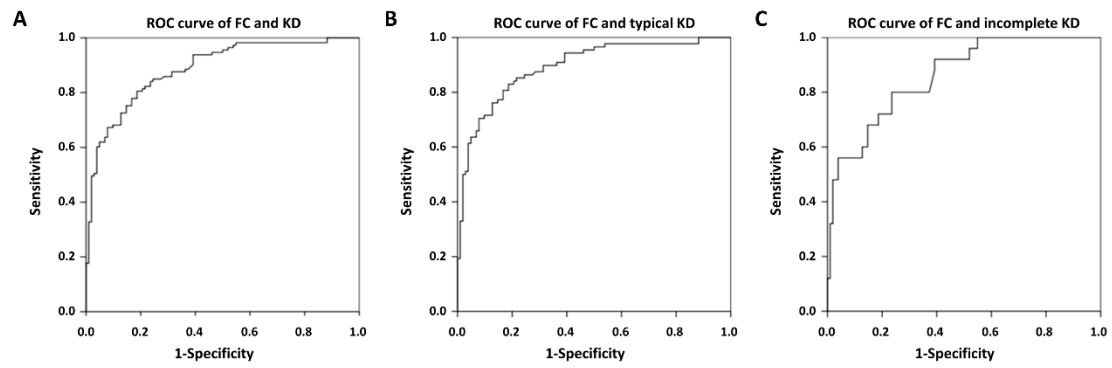 A
ROC curve of FC and KD
1.0
0.8
0.6
0.4
0.2
0.0
Sensitivity
0.0 0.2 0.4 0.6 0.8 1.0
1-Specificity
B
ROC curve of FC and typical KD
1.0
0.8
0.6
0.4
0.2
0.0
Sensitivity
0.0 0.2 0.4 0.6 0.8 1.0
1-Specificity
C
ROC curve of FC and incomplete KD
1.0
0.8
0.6
0.4
0.2
0.0
Sensitivity
0.0 0.2 0.4 0.6 0.8 1.0
1-Specificity